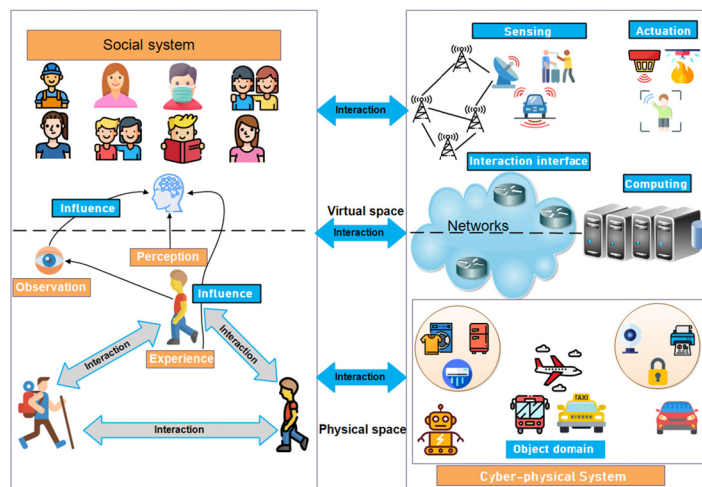 Social system
Sensing
Actuation
Interaction
Interaction interface
Computing
Influence
Virtual space
Networks
Interaction
Perception
Observation
Influence
Interaction
Interaction
Experience
Interaction
TAXI
Interaction
Physical space
Object domain
Cyber-physical System